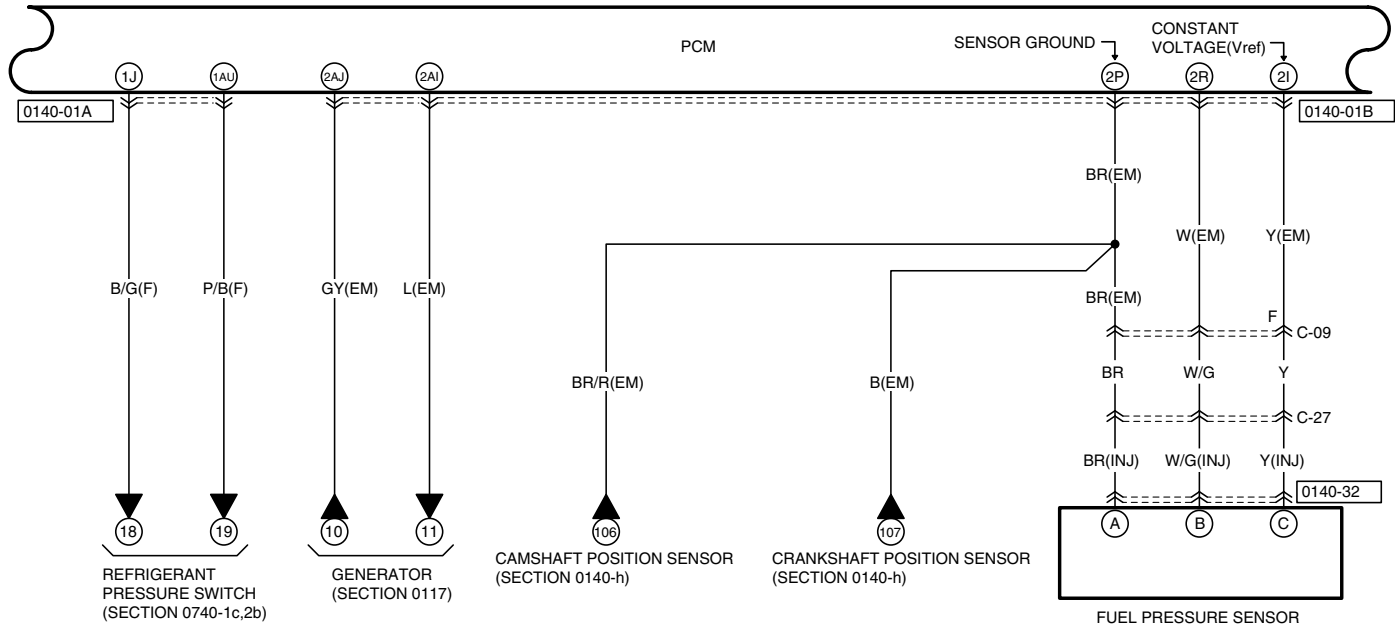 PCM
SENSOR GROUND
CONSTANT
VOLTAGE(Vref)
1J
1AU
2AJ
2AI
2P
2R
2I
0140-01A
0140-01B
BR(EM)
W(EM)
Y(EM)
B/G(F)
P/B(F)
GY(EM)
L(EM)
BR(EM)
F
C-09
BR/R(EM)
B(EM)
BR
W/G
Y
C-27
BR(INJ)
W/G(INJ)
Y(INJ)
0140-32
18
19
10
11
106
107
A
B
C
REFRIGERANT
PRESSURE SWITCH
(SECTION 0740-1c,2b)
GENERATOR
(SECTION 0117)
CAMSHAFT POSITION SENSOR
(SECTION 0140-h)
CRANKSHAFT POSITION SENSOR
(SECTION 0140-h)
FUEL PRESSURE SENSOR